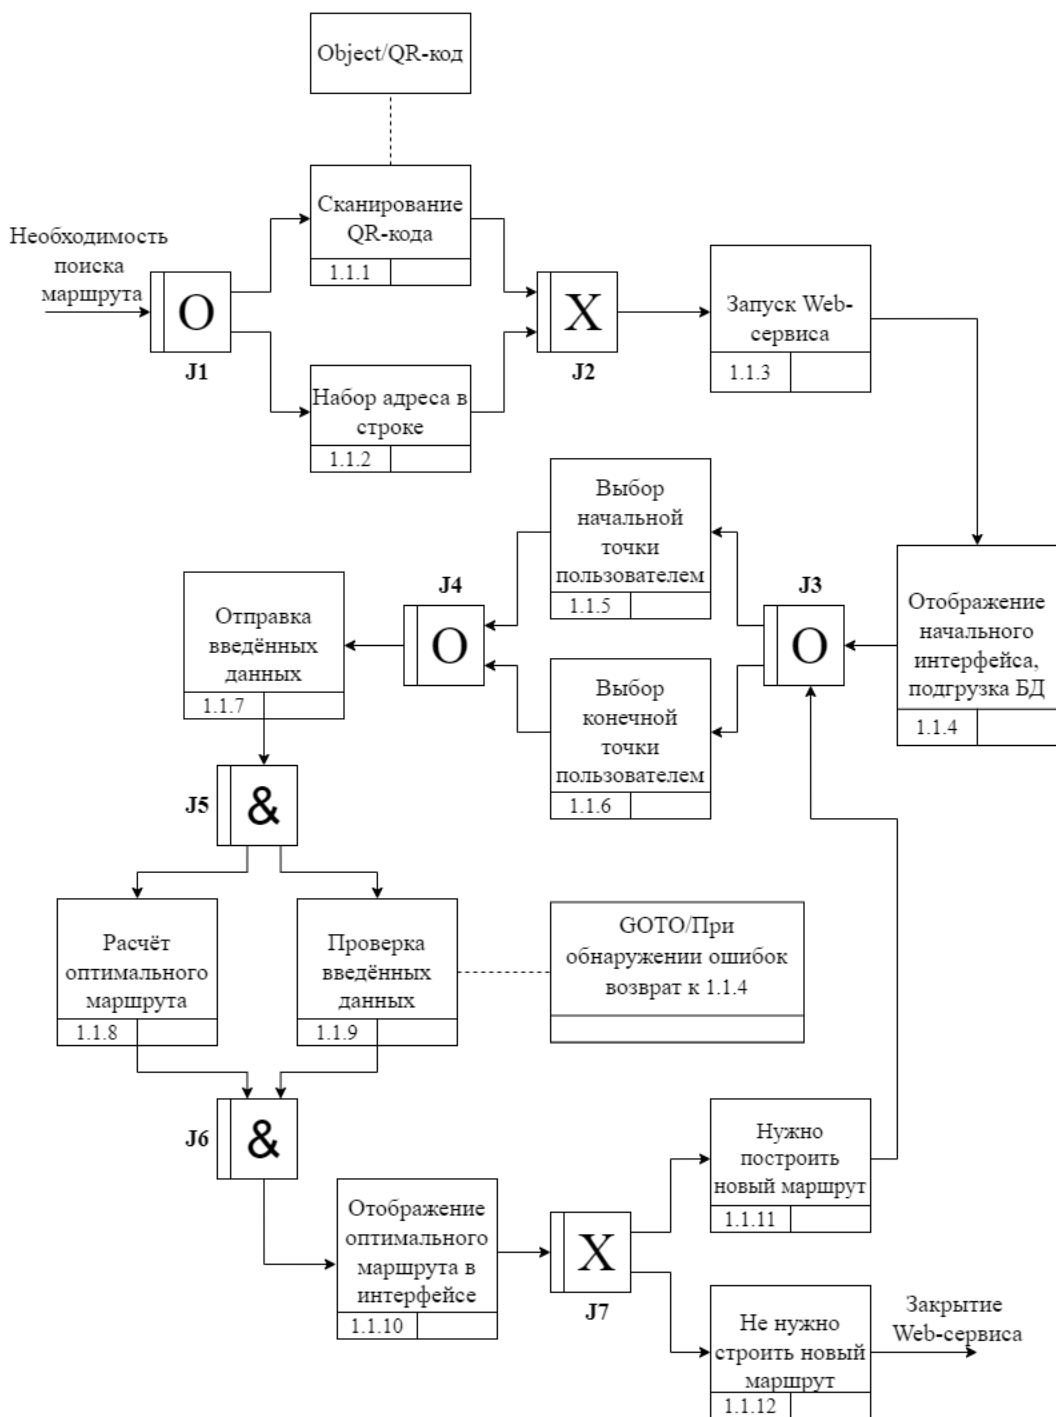 Object/QR-код
Сканирование
QR-кода
1.1.1
Необходимость
поиска
маршрута
O
J1
X
J2
Запуск Web-
сервиса
1.1.3
Набор адреса в
строке
1.1.2
Выбор
начальной
точки
пользователем
1.1.5
J4
O
J3
O
Отображение
начального
интерфейса,
подгрузка БД
1.1.4
Отправка
введённых
данных
1.1.7
Выбор
конечной
точки
пользователем
1.1.6
J5
&
Расчёт
оптимального
маршрута
1.1.8
Проверка
введённых
данных
1.1.9
GOTO/При
обнаружении ошибок
возврат к 1.1.4
J6
&
Отображение
оптимального
маршрута в
интерфейсе
1.1.10
X
J7
Нужно
построить
новый маршрут
1.1.11
Не нужно
строить новый
маршрут
1.1.12
Закрытие
Web-сервиса